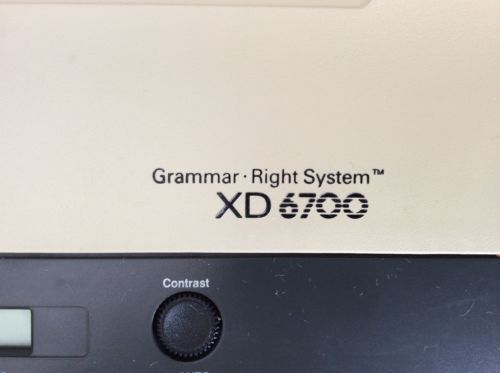 Grammar · Right System™
XD 6700
Contrast